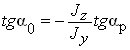 tgα₀ = − J_z / J_y tgα_p